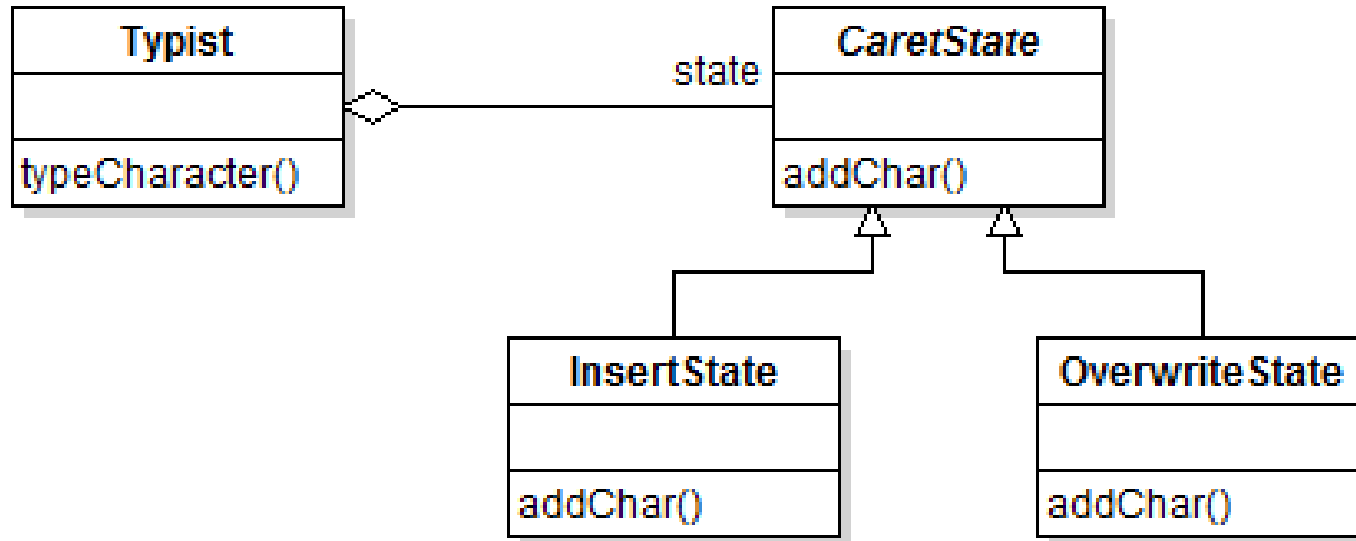 Typist
CaretState
state
typeCharacter()
addChar()
InsertState
OverwriteState
addChar()
addChar()